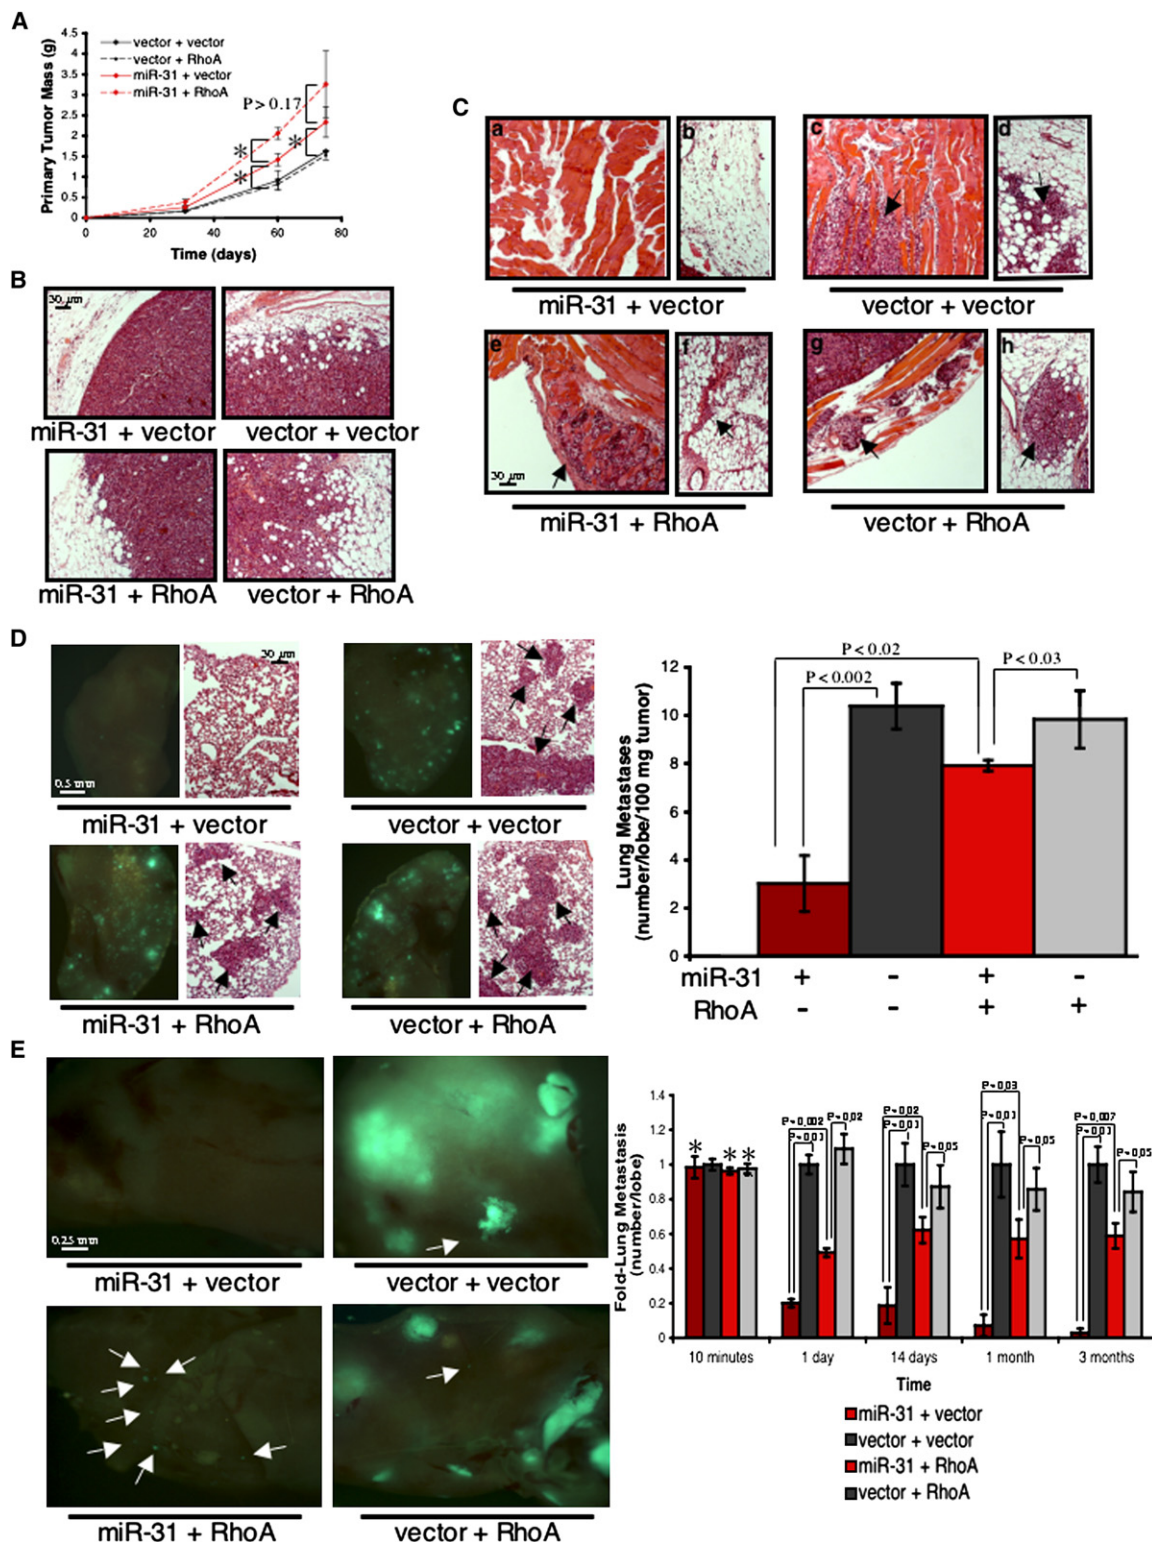 A
Primary Tumor Mass (g)
4.5
4
3.5
3
2.5
2
1.5
1
0.5
0
vector + vector
vector + RhoA
miR-31 + vector
miR-31 + RhoA
P > 0.17
*
*
*
0 20 40 60 80
Time (days)
B
30 µm
miR-31 + vector vector + vector
miR-31 + RhoA vector + RhoA
C
a b c d
miR-31 + vector vector + vector
e f g h
30 µm
miR-31 + RhoA vector + RhoA
D
30 µm
0.5 mm
miR-31 + vector vector + vector
miR-31 + RhoA vector + RhoA
Lung Metastases
(number/lobe/100 mg tumor)
12
10
8
6
4
2
0
P < 0.02
P < 0.03
P < 0.002
miR-31 + - + -
RhoA - - + +
E
0.25 mm
miR-31 + vector vector + vector
miR-31 + RhoA vector + RhoA
Fold-Lung Metastasis
(number/lobe)
1.4
1.2
1
0.8
0.6
0.4
0.2
0
* * *
10 minutes 1 day 14 days 1 month 3 months
Time
miR-31 + vector
vector + vector
miR-31 + RhoA
vector + RhoA